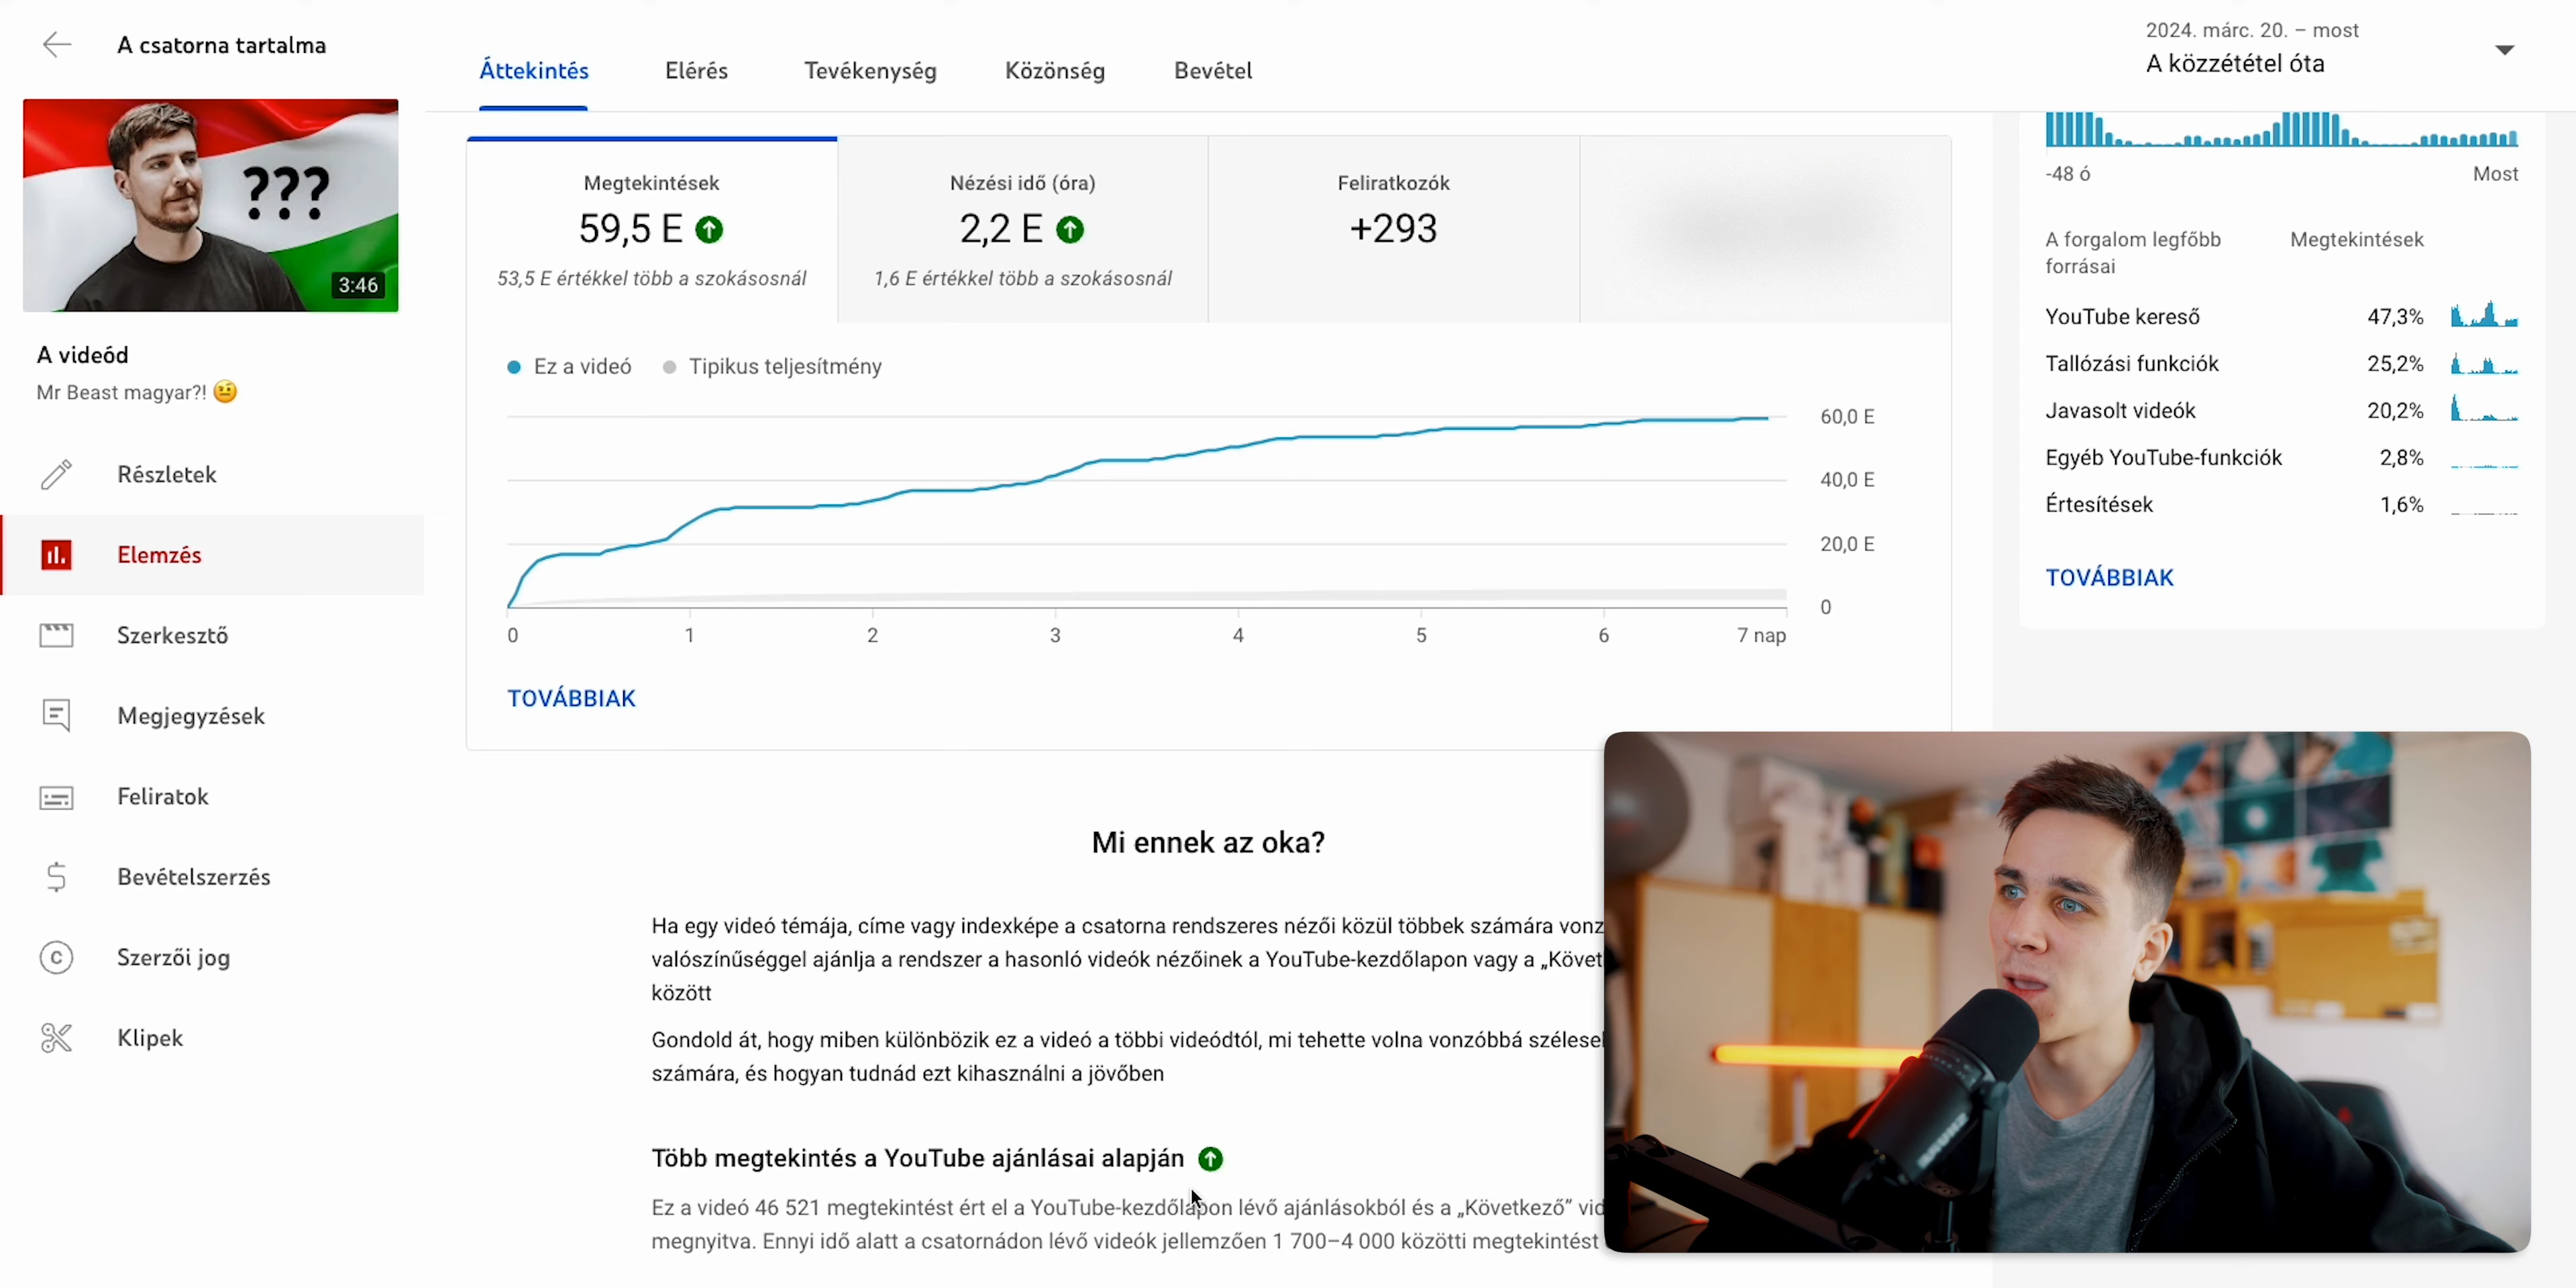 A csatorna tartalma
???
3:46
A videód
Mr Beast magyar?! 🤨
Részletek
Elemzés
Szerkesztő
Megjegyzések
Feliratok
Bevételszerzés
Szerzői jog
Klipek
Áttekintés Elérés Tevékenység Közönség Bevétel
2024. márc. 20. – most
A közzététel óta
Megtekintések
59,5 E
53,5 E értékkel több a szokásosnál
Nézési idő (óra)
2,2 E
1,6 E értékkel több a szokásosnál
Feliratkozók
+293
Ez a videó Tipikus teljesítmény
60,0 E
40,0 E
20,0 E
0
0 1 2 3 4 5 6 7 nap
TOVÁBBIAK
-48 ó Most
A forgalom legfőbb Megtekintések
forrásai
YouTube kereső 47,3%
Tallózási funkciók 25,2%
Javasolt videók 20,2%
Egyéb YouTube-funkciók 2,8%
Értesítések 1,6%
TOVÁBBIAK
Mi ennek az oka?
Ha egy videó témája, címe vagy indexképe a csatorna rendszeres nézői közül többek számára vonz
valószínűséggel ajánlja a rendszer a hasonló videók nézőinek a YouTube-kezdőlapon vagy a „Követ
között
Gondold át, hogy miben különbözik ez a videó a többi videódtól, mi tehette volna vonzóbbá szélese
számára, és hogyan tudnád ezt kihasználni a jövőben
Több megtekintés a YouTube ajánlásai alapján
Ez a videó 46 521 megtekintést ért el a YouTube-kezdőlapon lévő ajánlásokból és a „Következő” vid
megnyitva. Ennyi idő alatt a csatornádon lévő videók jellemzően 1 700–4 000 közötti megtekintést